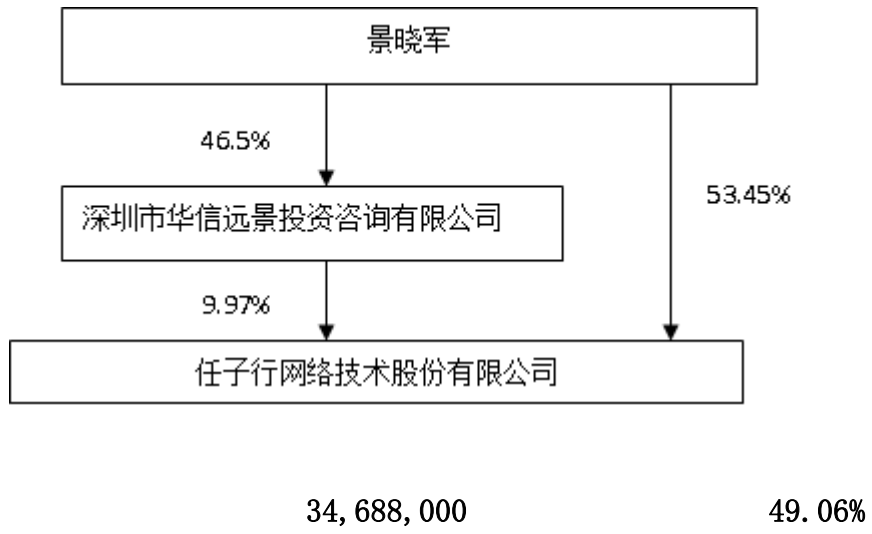 景晓军
46.5%
53.45%
深圳市华信远景投资咨询有限公司
9.97%
任子行网络技术股份有限公司
34,688,000 49.06%